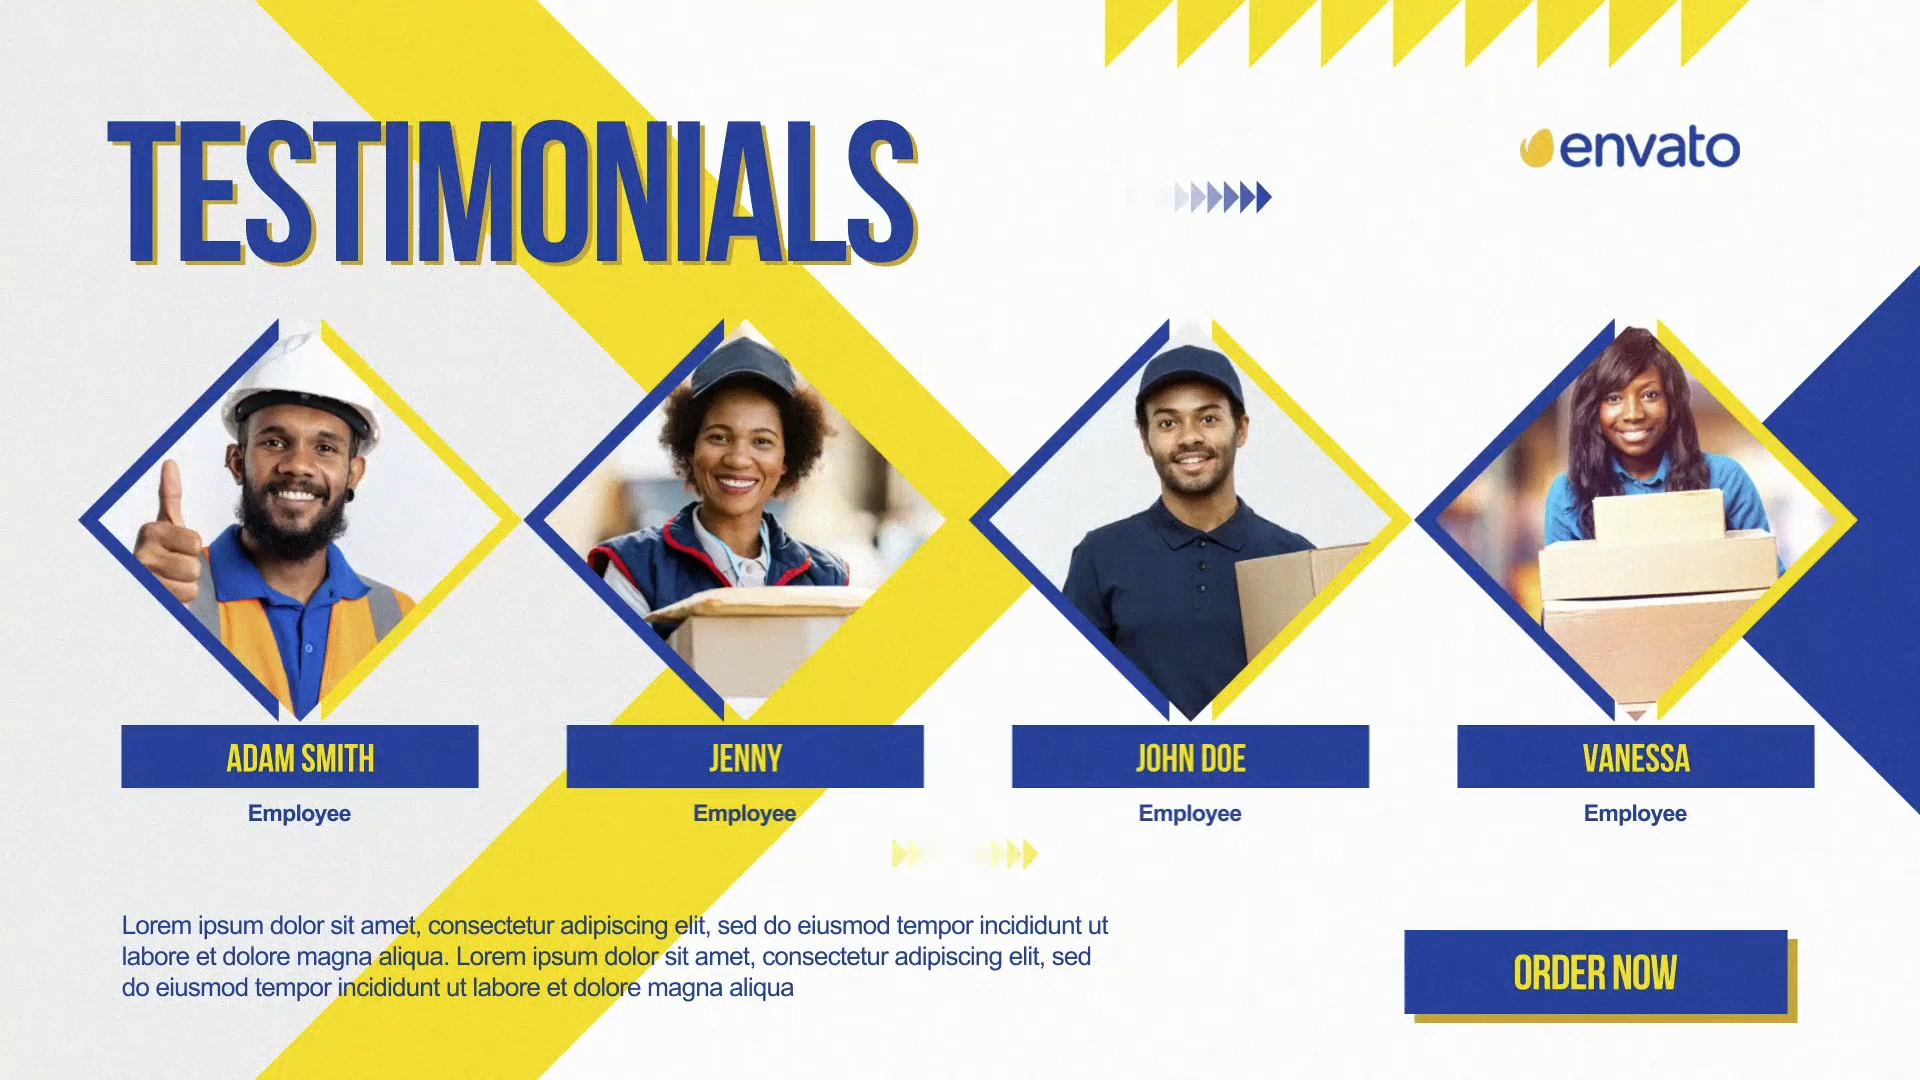 TESTIMONIALS
envato
ADAM SMITH
JENNY
JOHN DOE
VANESSA
Employee
Employee
Employee
Employee
Lorem ipsum dolor sit amet, consectetur adipiscing elit, sed do eiusmod tempor incididunt ut
labore et dolore magna aliqua. Lorem ipsum dolor sit amet, consectetur adipiscing elit, sed
do eiusmod tempor incididunt ut labore et dolore magna aliqua
ORDER NOW